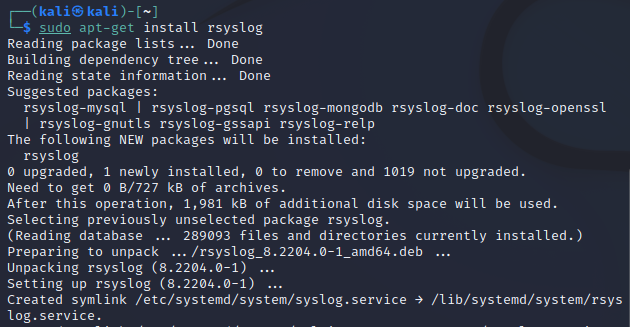 ┌──(kali㉿kali)-[~]
└─$ sudo apt-get install rsyslog
Reading package lists... Done
Building dependency tree... Done
Reading state information... Done
Suggested packages:
  rsyslog-mysql | rsyslog-pgsql rsyslog-mongodb rsyslog-doc rsyslog-openssl
  | rsyslog-gnutls rsyslog-gssapi rsyslog-relp
The following NEW packages will be installed:
  rsyslog
0 upgraded, 1 newly installed, 0 to remove and 1019 not upgraded.
Need to get 0 B/727 kB of archives.
After this operation, 1,981 kB of additional disk space will be used.
Selecting previously unselected package rsyslog.
(Reading database ... 289093 files and directories currently installed.)
Preparing to unpack .../rsyslog_8.2204.0-1_amd64.deb ...
Unpacking rsyslog (8.2204.0-1) ...
Setting up rsyslog (8.2204.0-1) ...
Created symlink /etc/systemd/system/syslog.service → /lib/systemd/system/rsys
log.service.